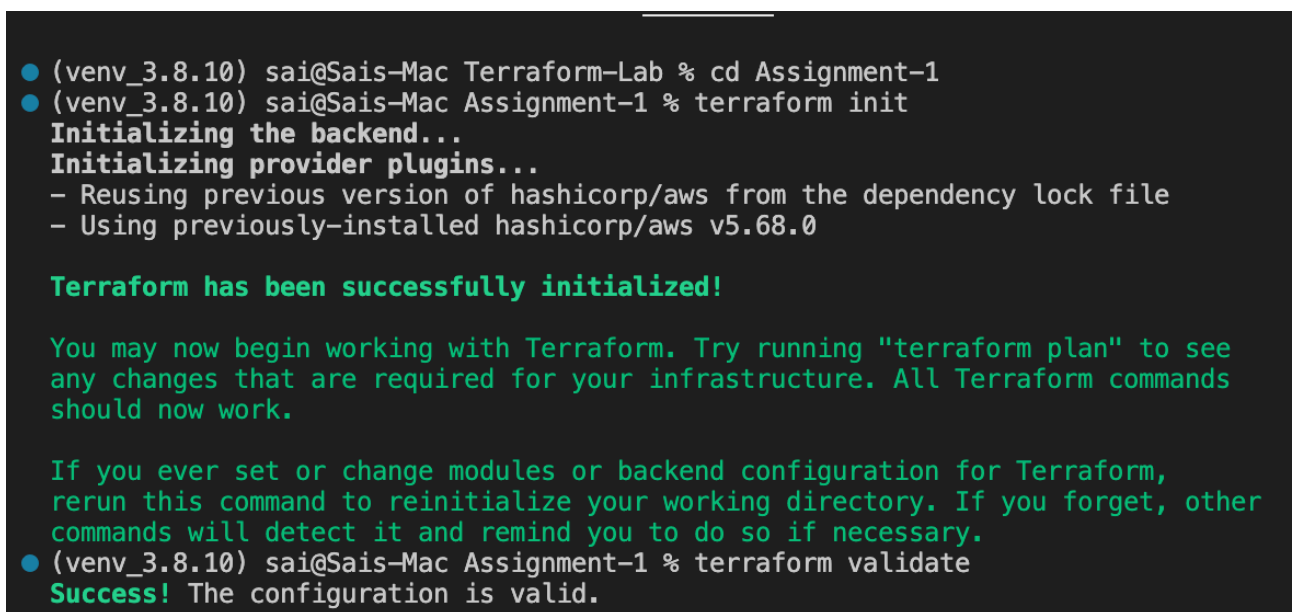 (venv_3.8.10) sai@Sais-Mac Terraform-Lab % cd Assignment-1
(venv_3.8.10) sai@Sais-Mac Assignment-1 % terraform init
Initializing the backend...
Initializing provider plugins...
- Reusing previous version of hashicorp/aws from the dependency lock file
- Using previously-installed hashicorp/aws v5.68.0
Terraform has been successfully initialized!
You may now begin working with Terraform. Try running "terraform plan" to see
any changes that are required for your infrastructure. All Terraform commands
should now work.
If you ever set or change modules or backend configuration for Terraform,
rerun this command to reinitialize your working directory. If you forget, other
commands will detect it and remind you to do so if necessary.
(venv_3.8.10) sai@Sais-Mac Assignment-1 % terraform validate
Success! The configuration is valid.